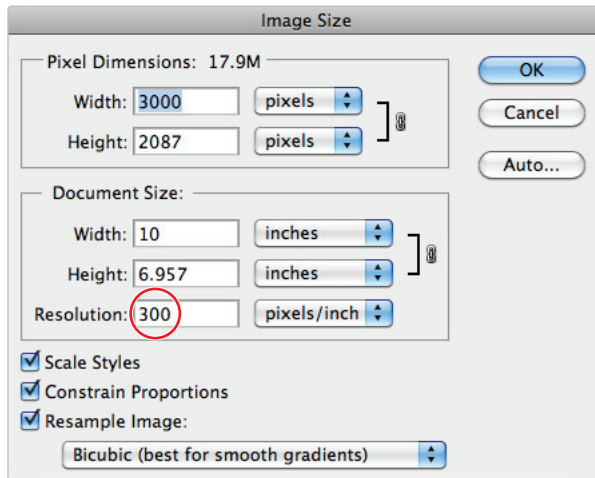 Image Size
Pixel Dimensions: 17.9M
Width: 3000 pixels
Height: 2087 pixels
Document Size:
Width: 10 inches
Height: 6.957 inches
Resolution: 300 pixels/inch
Scale Styles
Constrain Proportions
Resample Image:
Bicubic (best for smooth gradients)
OK
Cancel
Auto...